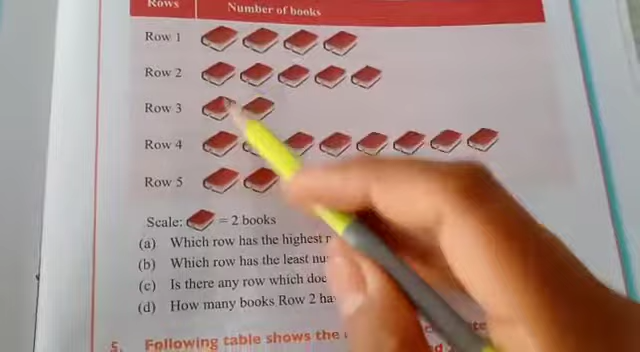 Rows Number of books
Row 1
Row 2
Row 3
Row 4
Row 5
Scale: = 2 books
(a) Which row has the highest
(b) Which row has the least
(c) Is there any row which
(d) How many books Row 2
5. Following table shows the